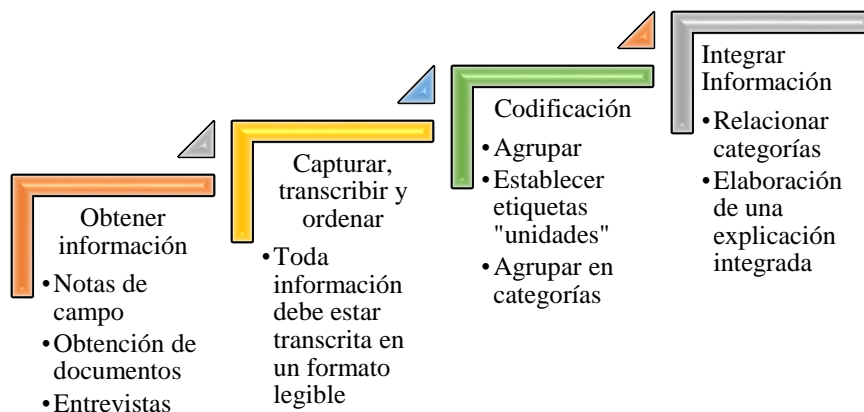 Obtener
información
•Notas de
campo
•Obtención de
documentos
•Entrevistas
Capturar,
transcribir y
ordenar
•Toda
información
debe estar
transcrita en
un formato
legible
Codificación
•Agrupar
•Establecer
etiquetas
"unidades"
•Agrupar en
categorías
Integrar
Información
•Relacionar
categorías
•Elaboración
de una
explicación
integrada